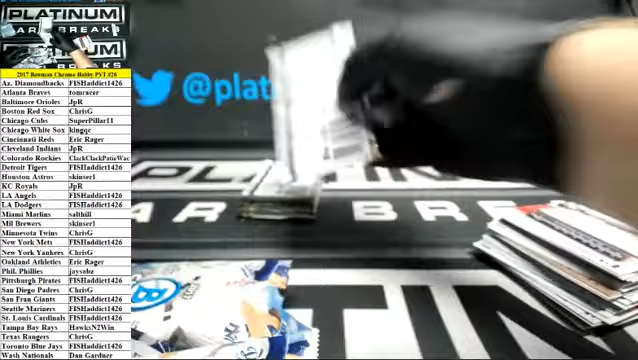 PLATINUM
2017 Bowman Chrome Hobby PYT #26
Az. Diamondbacks FISHaddict1426
Atlanta Braves tomracer
Baltimore Orioles JpR
Boston Red Sox ChrisG
Chicago Cubs SuperPillar11
Chicago White Sox kingqc
Cincinnati Reds Eric Rager
Cleveland Indians JpR
Colorado Rockies ClackClackPatisWac
Detroit Tigers FISHaddict1426
Houston Astros skinser1
KC Royals JpR
LA Angels FISHaddict1426
LA Dodgers FISHaddict1426
Miami Marlins salthill
Mil Brewers skinser1
Minnesota Twins ChrisG
New York Mets FISHaddict1426
New York Yankees ChrisG
Oakland Athletics Eric Rager
Phil. Phillies jaysabz
Pittsburgh Pirates FISHaddict1426
San Diego Padres ChrisG
San Fran Giants FISHaddict1426
Seattle Mariners FISHaddict1426
St. Louis Cardinals FISHaddict1426
Tampa Bay Rays HawksN2Win
Texas Rangers ChrisG
Toronto Blue Jays FISHaddict1426
Wash Nationals Dan Gardner
@plat
AR BRE
TIN